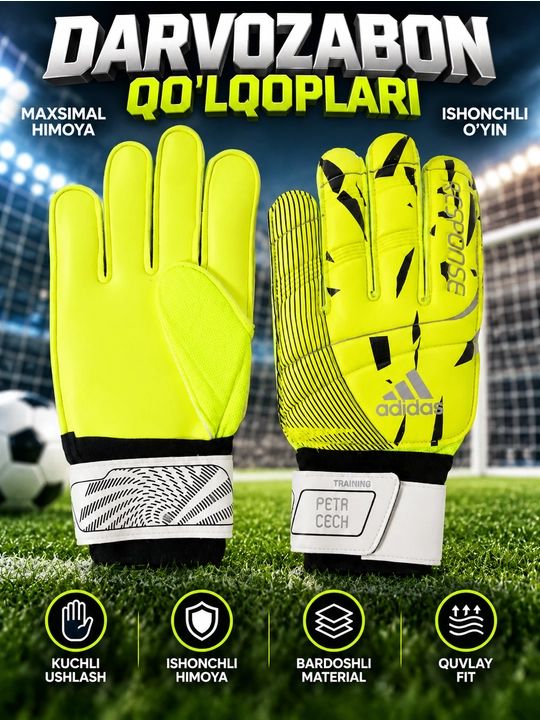 DARVOZABON
QO'LQOPLARI
MAXSIMAL
HIMOYA
ISHONCHLI
O'YIN
RESPONSE
adidas
TRAINING
PETR
CECH
KUCHLI
USHLASH
ISHONCHLI
HIMOYA
BARDOSHLI
MATERIAL
QUVLAY
FIT